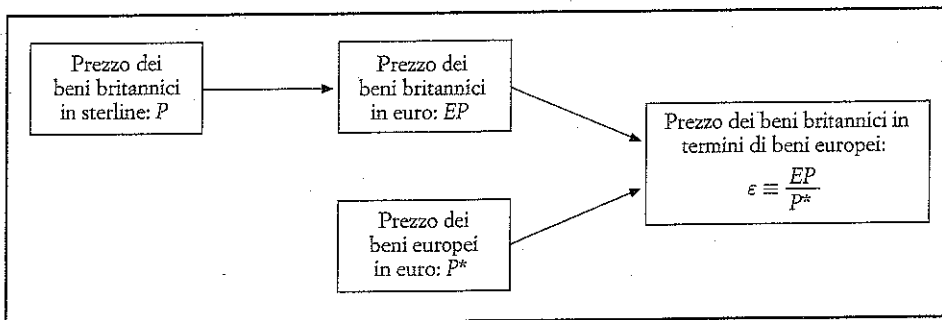 Prezzo dei
beni britannici
in sterline: P
Prezzo dei
beni britannici
in euro: EP
Prezzo dei beni britannici in
termini di beni europei:
ε ≡ EP
P*
Prezzo dei
beni europei
in euro: P*